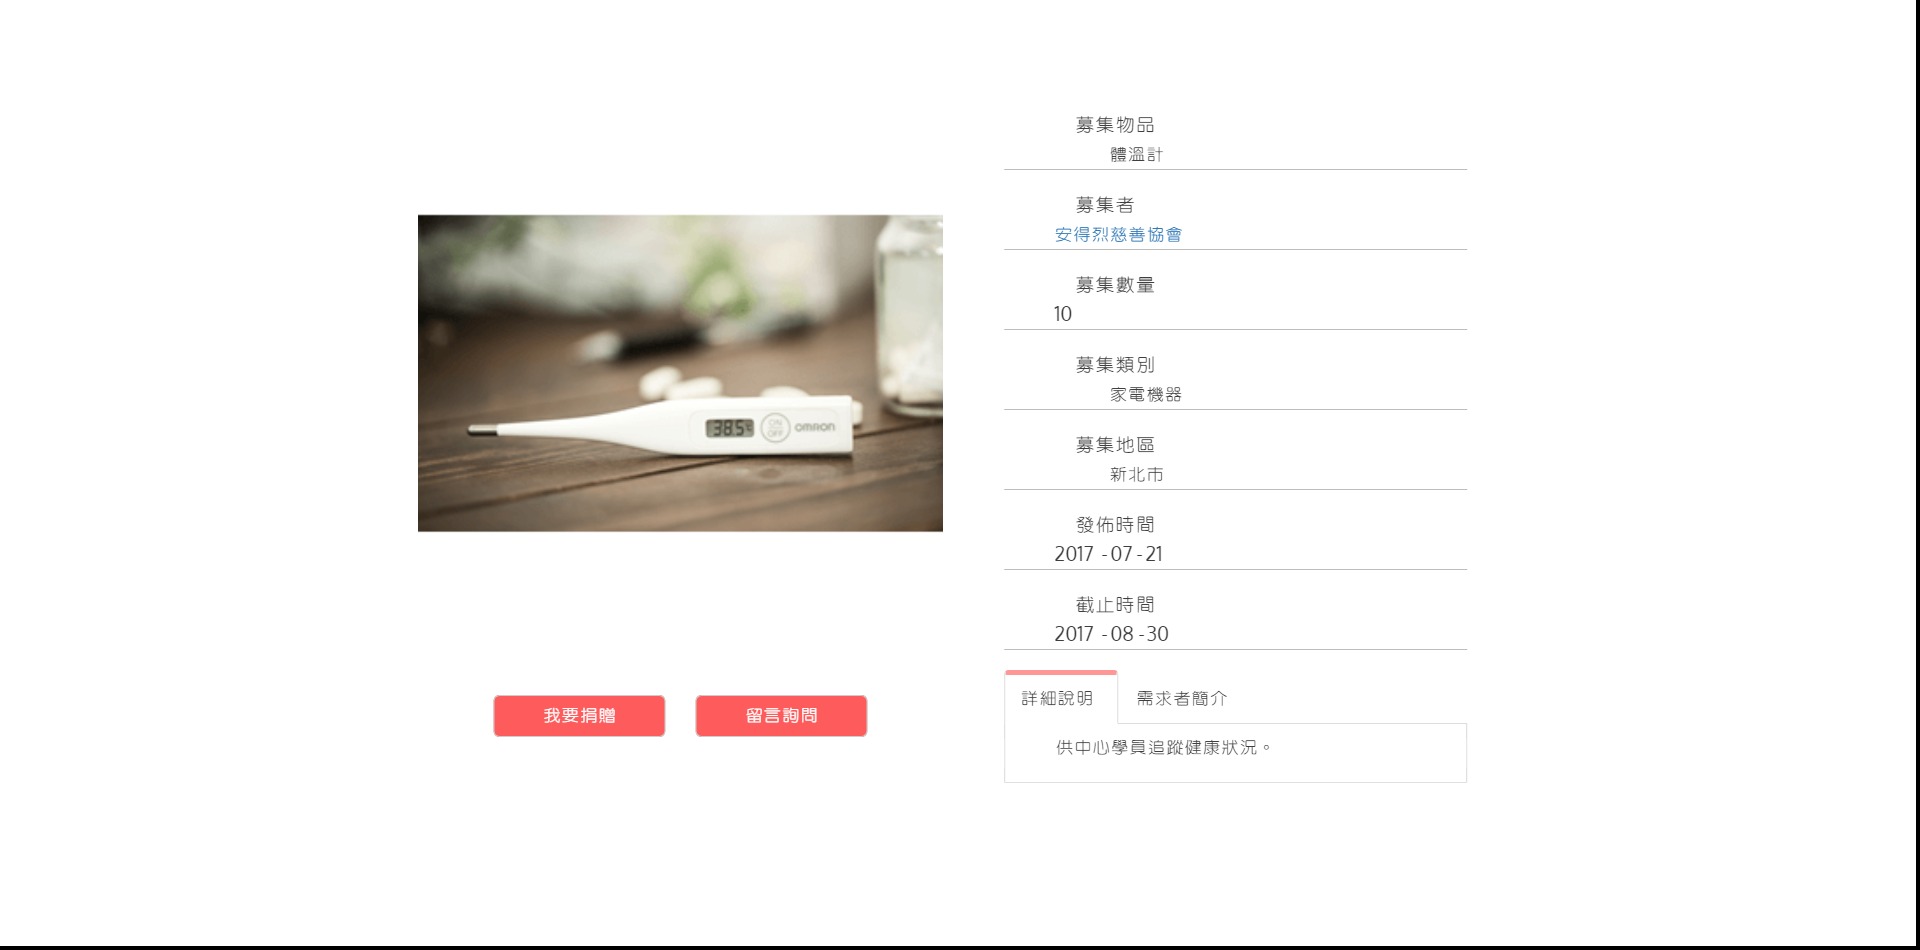 募集物品
體溫計
募集者
安得烈慈善協會
募集數量
10
募集類別
家電機器
募集地區
新北市
發佈時間
2017 -07-21
截止時間
2017 -08-30
38.5℃
ON
OFF
OMRON
我要捐贈
留言詢問
詳細說明
需求者簡介
供中心學員追蹤健康狀況。